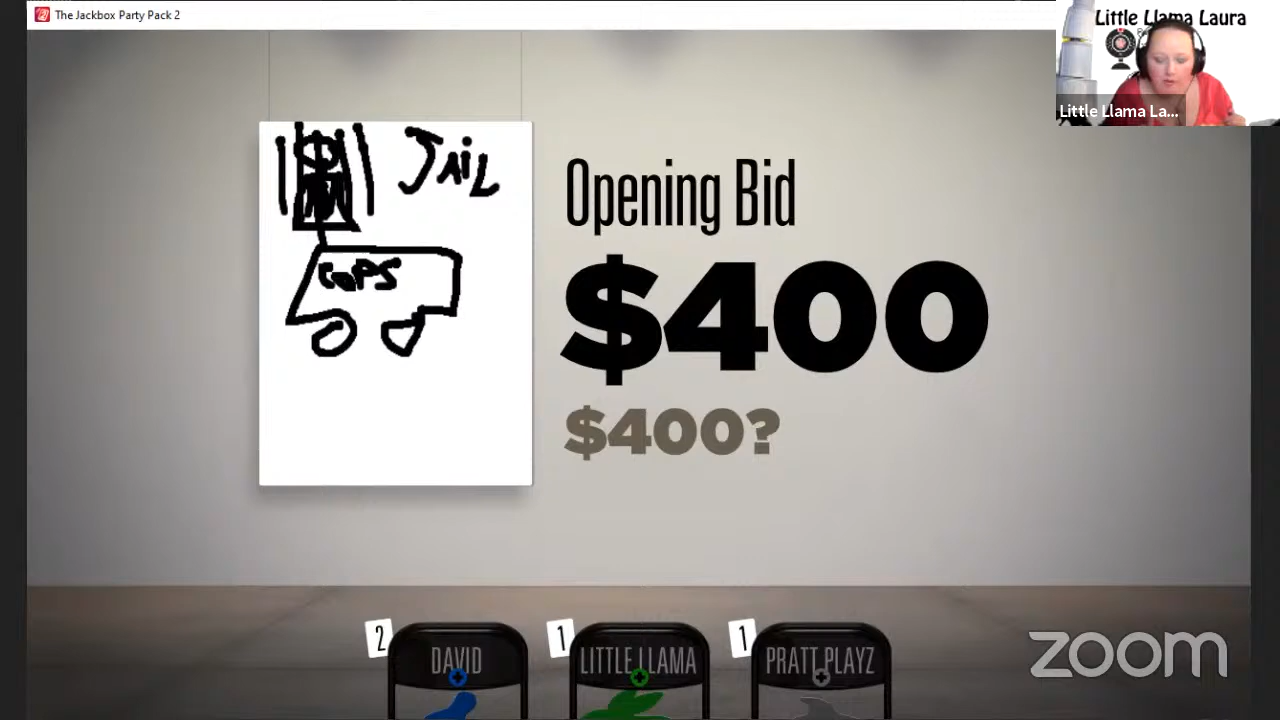 The Jackbox Party Pack 2
Little Llama Laura
Little Llama La...
JAiL
COPS
Opening Bid
$400
$400?
2
DAVID
1
LITTLE LLAMA
1
PRATT PLAYZ
zoom